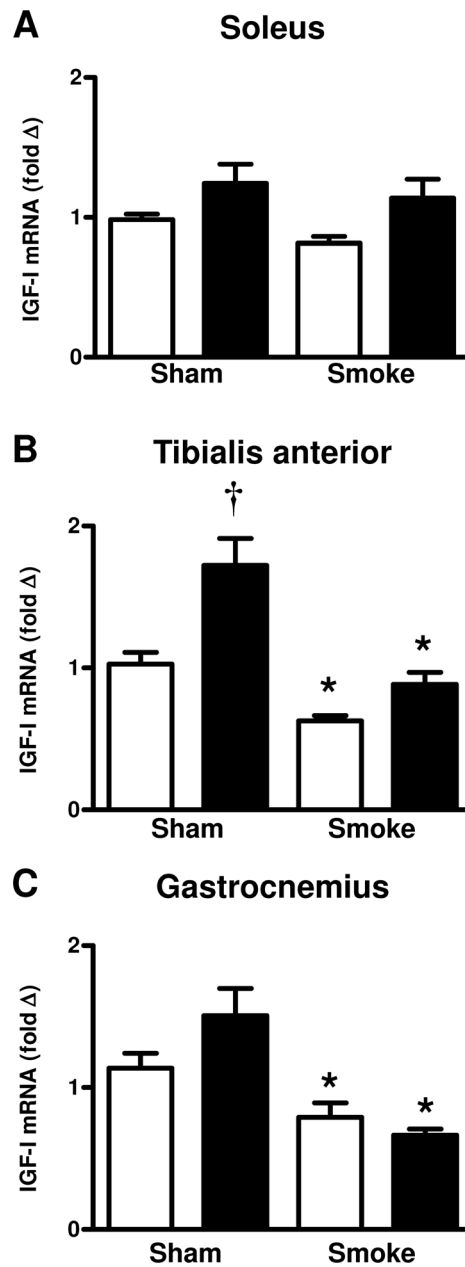 A
Soleus
IGF-I mRNA (fold Δ)
2
1
0
Sham Smoke
B
Tibialis anterior
†
IGF-I mRNA (fold Δ)
2
1
0
*
*
Sham Smoke
C
Gastrocnemius
IGF-I mRNA (fold Δ)
2
1
0
*
*
Sham Smoke